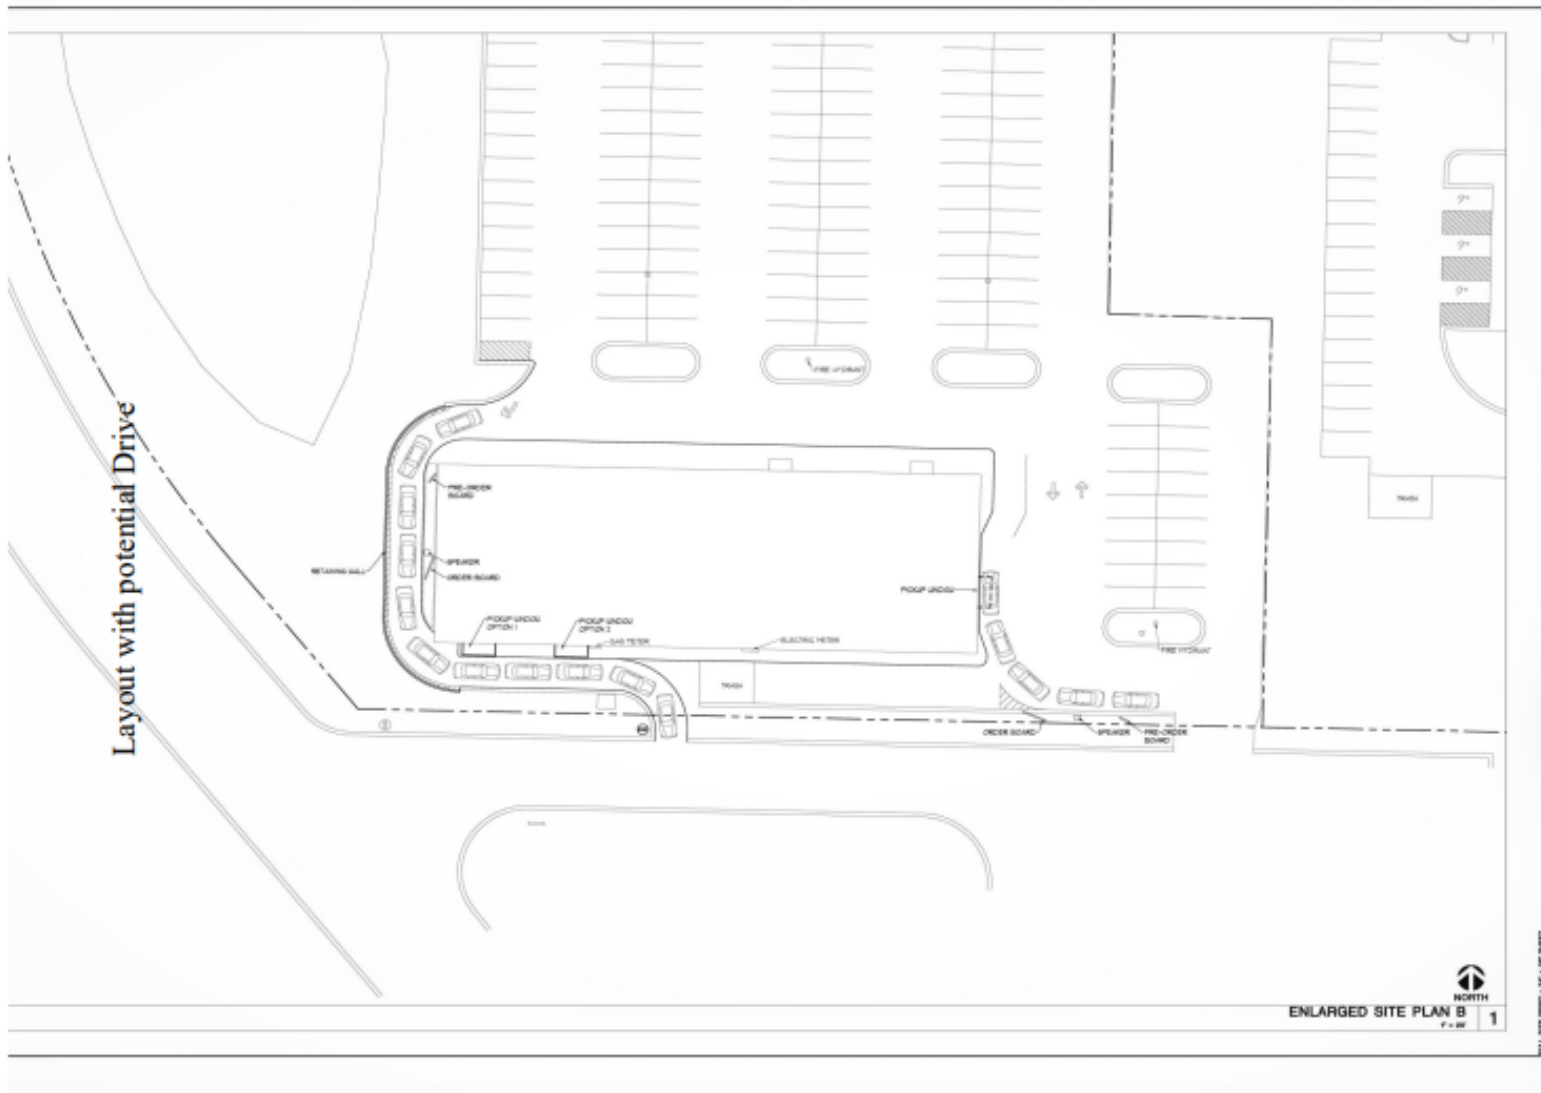 Layout with potential Drive
FIRE HYDRANT
PRE-ORDER
BOARD
SPEAKER
ORDER BOARD
RETAINING WALL
PICKUP WINDOW
OPTION 1
PICKUP WINDOW
OPTION 2
GAS METER
ELECTRIC METER
PICKUP WINDOW
TRASH
TRASH
FIRE HYDRANT
ORDER BOARD
SPEAKER
PRE-ORDER
BOARD
NORTH
ENLARGED SITE PLAN B
1